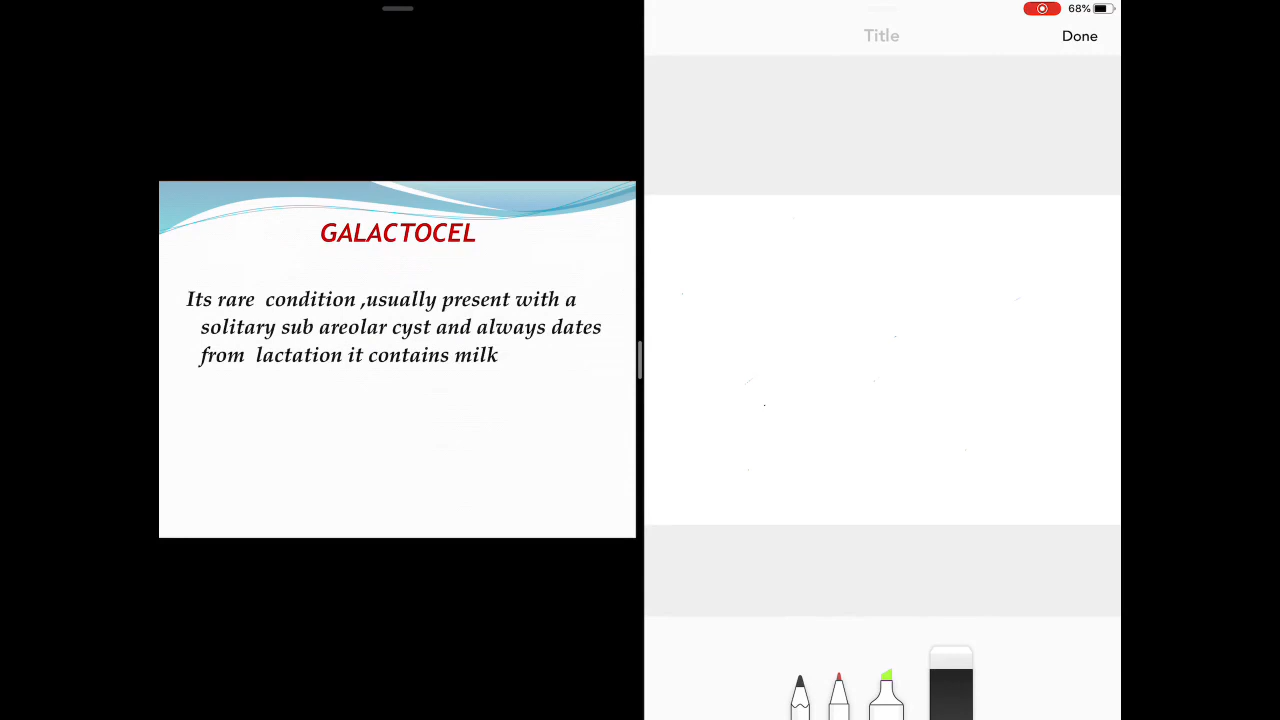 68%
Title
Done
GALACTOCEL
Its rare condition ,usually present with a
solitary sub areolar cyst and always dates
from lactation it contains milk